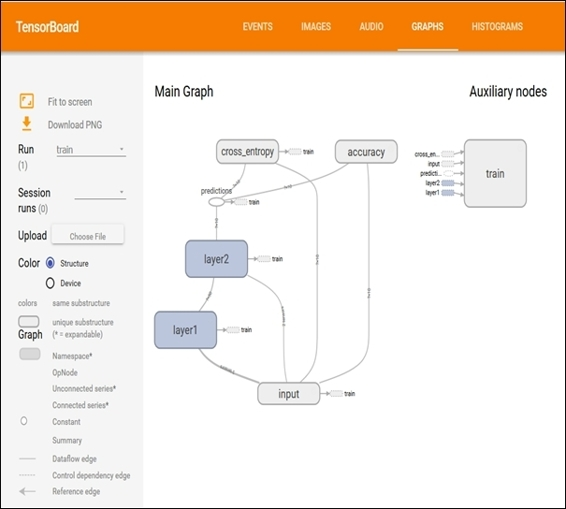 TensorBoard
EVENTS
IMAGES
AUDIO
GRAPHS
HISTOGRAMS
Fit to screen
Download PNG
Run train
(1)
Session
runs (0)
Upload Choose File
Color Structure
Device
colors same substructure
unique substructure
Graph (* = expandable)
Namespace*
OpNode
Unconnected series*
Connected series*
Constant
Summary
Dataflow edge
Control dependency edge
Reference edge
Main Graph
cross_entropy train
accuracy
predictions
train
layer2 train
layer1 train
input train
Auxiliary nodes
cross_en...
input
predicti...
layer2
layer1
train